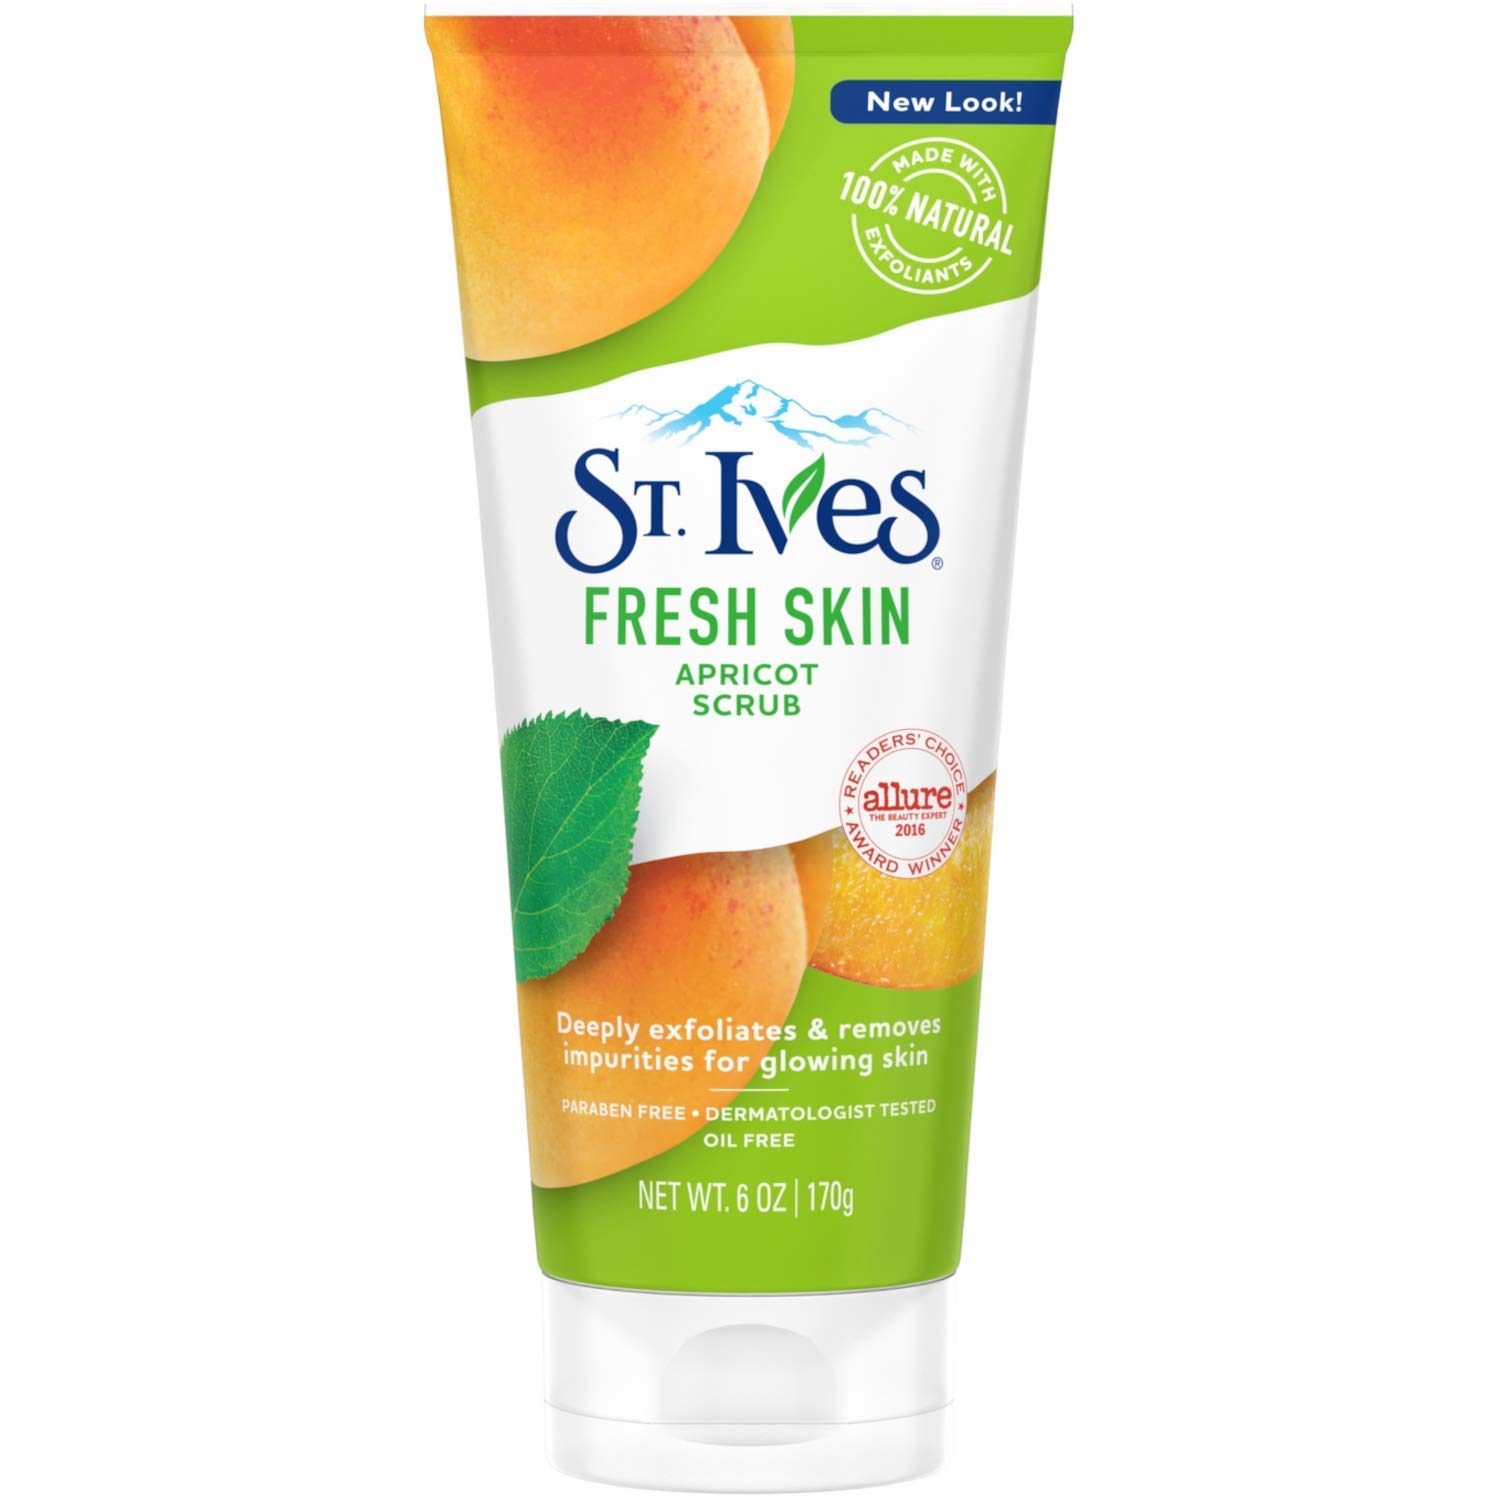 New Look!
MADE WITH
100% NATURAL
EXFOLIANTS
ST. Ives®
FRESH SKIN
APRICOT
SCRUB
READERS' CHOICE
allure
THE BEAUTY EXPERT
2016
★ AWARD WINNER ★
Deeply exfoliates & removes
impurities for glowing skin
PARABEN FREE • DERMATOLOGIST TESTED
OIL FREE
NET WT. 6 OZ | 170g